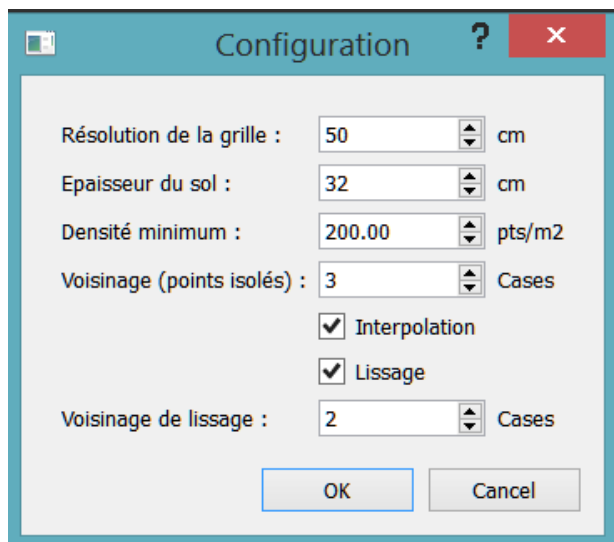 Configuration ?
Résolution de la grille : 50 cm
Epaisseur du sol : 32 cm
Densité minimum : 200.00 pts/m2
Voisinage (points isolés) : 3 Cases
Interpolation
Lissage
Voisinage de lissage : 2 Cases
OK Cancel